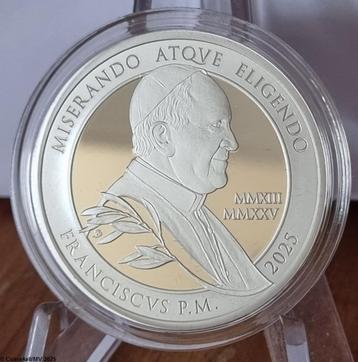 MISERANDO ATQVE ELIGENDO
MMXIII
MMXXV
FRANCISCVS P.M.
2025